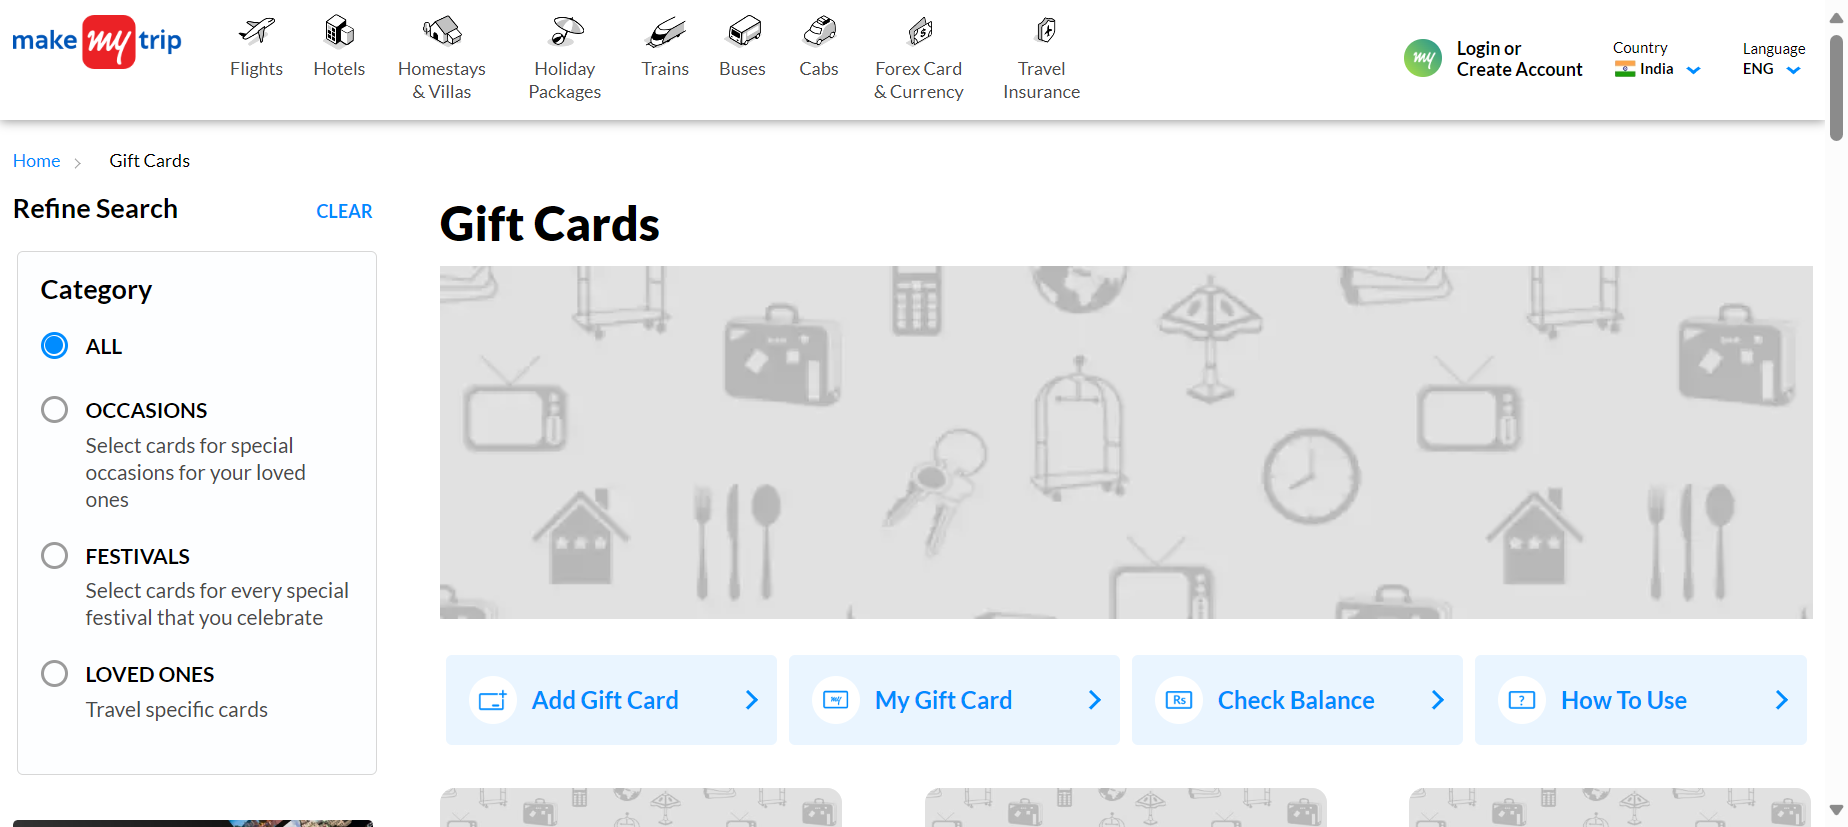 make my trip
Flights
Hotels
Homestays
& Villas
Holiday
Packages
Trains
Buses
Cabs
Forex Card
& Currency
Travel
Insurance
my
Login or
Create Account
Country
India
Language
ENG
Home
Gift Cards
Refine Search
CLEAR
Category
ALL
OCCASIONS
Select cards for special
occasions for your loved
ones
FESTIVALS
Select cards for every special
festival that you celebrate
LOVED ONES
Travel specific cards
Gift Cards
Add Gift Card
my
My Gift Card
Rs
Check Balance
?
How To Use